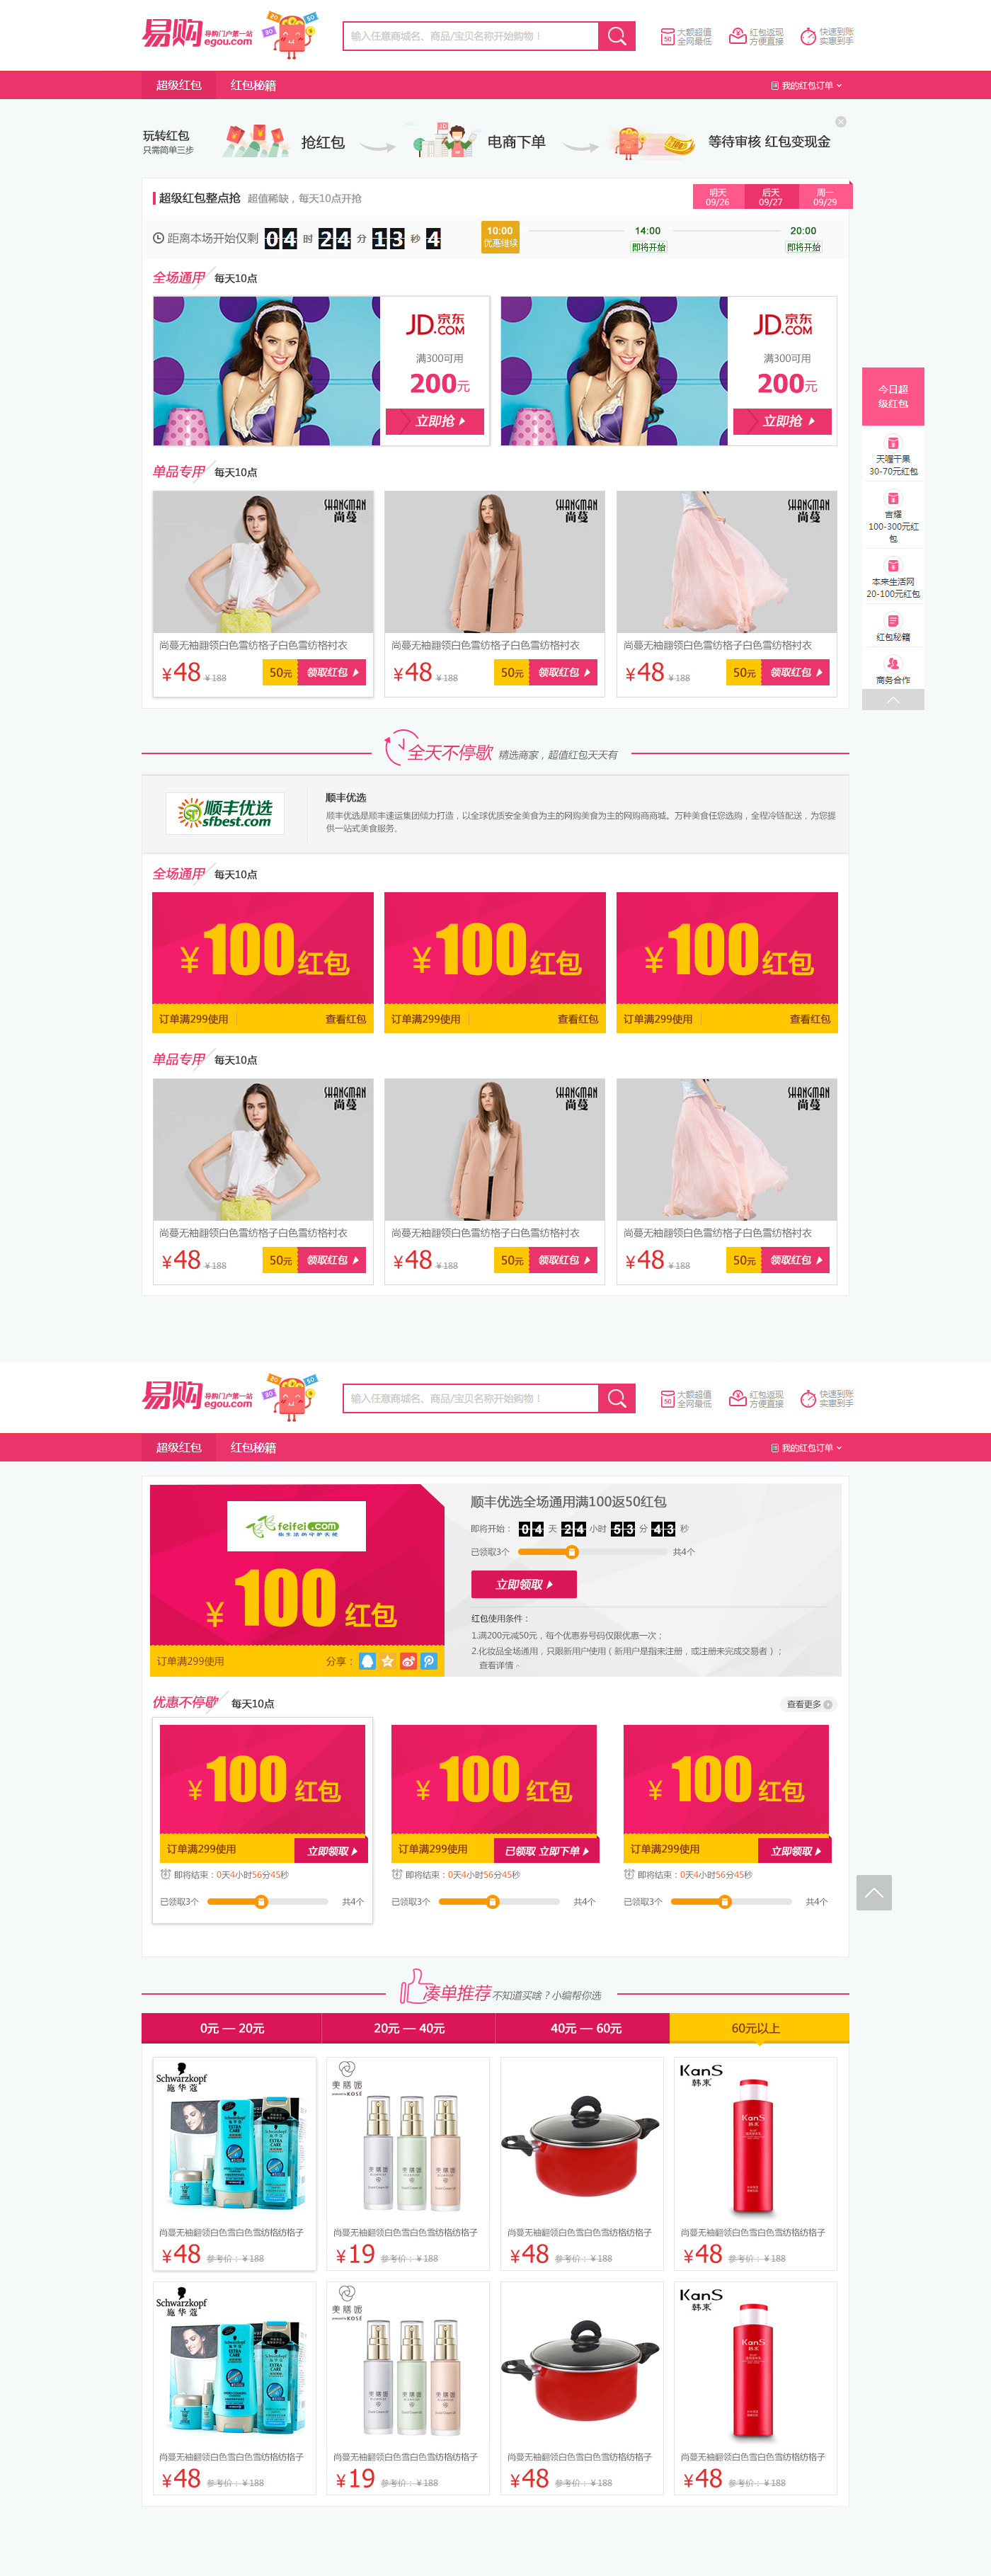 易购 导购门户第一站 egou.com
30 20 50
输入任意商城名、商品/宝贝名称开始购物！
50 大额超值 全网最低
红包返现 方便直接
快速到账 实惠到手
超级红包 红包秘籍 我的红包订单
玩转红包
只需简单三步
抢红包 电商下单 等待审核 红包变现金
超级红包整点抢 超值稀缺，每天10点开抢
明天 后天 周一
09/26 09/27 09/29
距离本场开始仅剩 04 时 24 分 13 秒 4
10:00 14:00 20:00
优惠继续 即将开始 即将开始
全场通用 每天10点
JD 京东 .COM
满300可用
200元
立即抢
JD 京东 .COM
满300可用
200元
立即抢
今日超
级红包
天喔干果
30-70元红包
100-300元红
包
本来生活网
20-100元红包
红包秘籍
商务合作
单品专用 每天10点
SHANGMAN 尚蔓
SHANGMAN 尚蔓
SHANGMAN 尚蔓
尚蔓无袖翻领白色雪纺格子白色雪纺格衬衣
¥48 ¥188 50元 领取红包
尚蔓无袖翻领白色雪纺格子白色雪纺格衬衣
¥48 ¥188 50元 领取红包
尚蔓无袖翻领白色雪纺格子白色雪纺格衬衣
¥48 ¥188 50元 领取红包
全天不停歇 精选商家，超值红包天天有
顺丰优选 sfbest.com
顺丰优选
顺丰优选是顺丰速运集团倾力打造，以全球优质安全美食为主的网购美食为主的网购商商城。万种美食任您选购，全程冷链配送，为您提
供一站式美食服务。
全场通用 每天10点
¥100红包 ¥100红包 ¥100红包
订单满299使用 查看红包
订单满299使用 查看红包
订单满299使用 查看红包
单品专用 每天10点
SHANGMAN 尚蔓
SHANGMAN 尚蔓
SHANGMAN 尚蔓
尚蔓无袖翻领白色雪纺格子白色雪纺格衬衣
¥48 ¥188 50元 领取红包
尚蔓无袖翻领白色雪纺格子白色雪纺格衬衣
¥48 ¥188 50元 领取红包
尚蔓无袖翻领白色雪纺格子白色雪纺格衬衣
¥48 ¥188 50元 领取红包
易购 导购门户第一站 egou.com
30 20 50
输入任意商城名、商品/宝贝名称开始购物！
50 大额超值 全网最低
红包返现 方便直接
快速到账 实惠到手
超级红包 红包秘籍 我的红包订单
feifei.com
¥100红包
订单满299使用 分享：
顺丰优选全场通用满100返50红包
即将开始： 04 天 24 小时 53 分 43 秒
已领取3个 共4个
立即领取
红包使用条件：
1.满200元减50元，每个优惠券号码仅限优惠一次；
2.化妆品全场通用，只限新用户使用（新用户是指未注册，或注册未完成交易者）；
查看详情
优惠不停歇 每天10点 查看更多
¥100红包 ¥100红包 ¥100红包
订单满299使用 立即领取
订单满299使用 已领取 立即下单
订单满299使用 立即领取
即将结束：0天4小时56分45秒
已领取3个 共4个
即将结束：0天4小时56分45秒
已领取3个 共4个
即将结束：0天4小时56分45秒
已领取3个 共4个
凑单推荐 不知道买啥？小编帮你选
0元 — 20元 20元 — 40元 40元 — 60元 60元以上
Schwarzkopf 施华蔻
KOSÉ
KanS 韩束
尚蔓无袖翻领白色雪白色雪纺格纺格子
¥48 参考价：¥188
尚蔓无袖翻领白色雪白色雪纺格纺格子
¥19 参考价：¥188
尚蔓无袖翻领白色雪白色雪纺格纺格子
¥48 参考价：¥188
尚蔓无袖翻领白色雪白色雪纺格纺格子
¥48 参考价：¥188
Schwarzkopf 施华蔻
KOSÉ
KanS 韩束
尚蔓无袖翻领白色雪白色雪纺格纺格子
¥48 参考价：¥188
尚蔓无袖翻领白色雪白色雪纺格纺格子
¥19 参考价：¥188
尚蔓无袖翻领白色雪白色雪纺格纺格子
¥48 参考价：¥188
尚蔓无袖翻领白色雪白色雪纺格纺格子
¥48 参考价：¥188